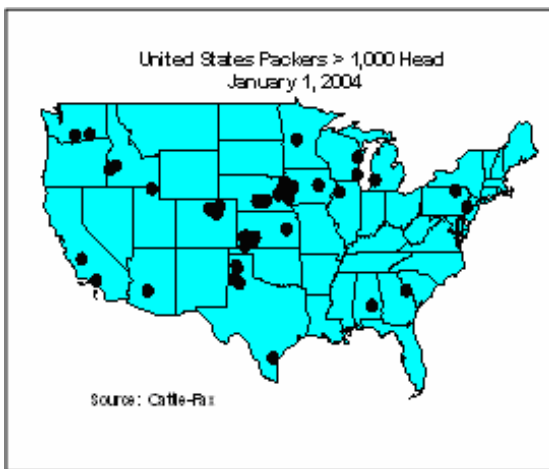 United States Packers > 1,000 Head
January 1, 2004
Source: Cattle-Fax